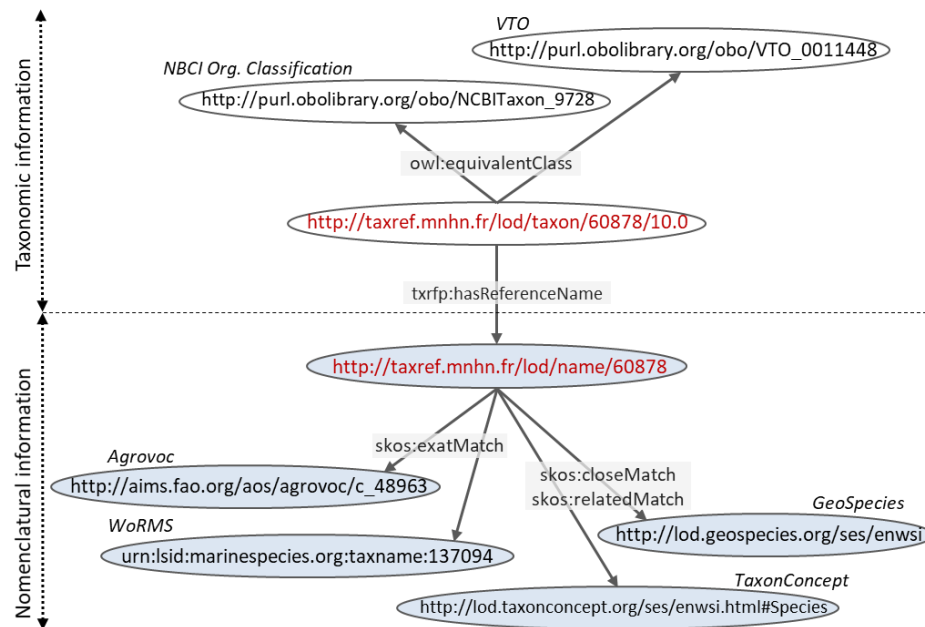 VTO
http://purl.obolibrary.org/obo/VTO_0011448
NBCI Org. Classification
http://purl.obolibrary.org/obo/NCBITaxon_9728
owl:equivalentClass
http://taxref.mnhn.fr/lod/taxon/60878/10.0
txrfp:hasReferenceName
Taxonomic information
http://taxref.mnhn.fr/lod/name/60878
skos:exatMatch
Agrovoc
http://aims.fao.org/aos/agrovoc/c_48963
skos:closeMatch
skos:relatedMatch
GeoSpecies
http://lod.geospecies.org/ses/enwsi
WoRMS
urn:lsid:marinespecies.org:taxname:137094
TaxonConcept
http://lod.taxonconcept.org/ses/enwsi.html#Species
Nomenclatural information